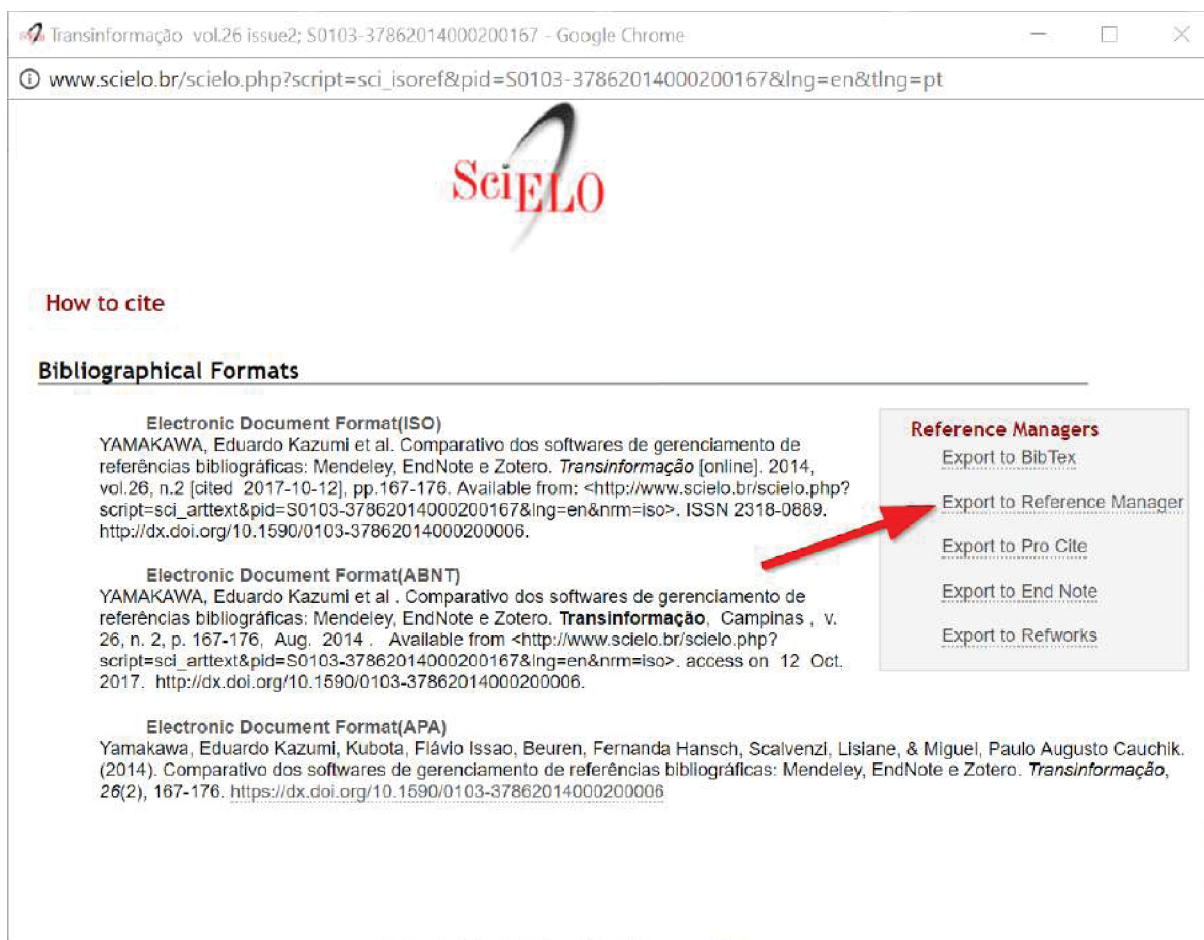 Transinformação vol.26 issue2; S0103-37862014000200167 - Google Chrome
www.scielo.br/scielo.php?script=sci_isoref&pid=S0103-37862014000200167&lng=en&tlng=pt
SciELO
How to cite
Bibliographical Formats
Electronic Document Format(ISO)
YAMAKAWA, Eduardo Kazumi et al. Comparativo dos softwares de gerenciamento de
referências bibliográficas: Mendeley, EndNote e Zotero. Transinformação [online]. 2014,
vol.26, n.2 [cited 2017-10-12], pp.167-176. Available from: <http://www.scielo.br/scielo.php?
script=sci_arttext&pid=S0103-37862014000200167&lng=en&nrm=iso>. ISSN 2318-0889.
http://dx.doi.org/10.1590/0103-37862014000200006.
Electronic Document Format(ABNT)
YAMAKAWA, Eduardo Kazumi et al . Comparativo dos softwares de gerenciamento de
referências bibliográficas: Mendeley, EndNote e Zotero. Transinformação, Campinas , v.
26, n. 2, p. 167-176, Aug. 2014 . Available from <http://www.scielo.br/scielo.php?
script=sci_arttext&pid=S0103-37862014000200167&lng=en&nrm=iso>. access on 12 Oct.
2017. http://dx.doi.org/10.1590/0103-37862014000200006.
Electronic Document Format(APA)
Yamakawa, Eduardo Kazumi, Kubota, Flávio Issao, Beuren, Fernanda Hansch, Scalvenzi, Lisiane, & Miguel, Paulo Augusto Cauchik.
(2014). Comparativo dos softwares de gerenciamento de referências bibliográficas: Mendeley, EndNote e Zotero. Transinformação,
26(2), 167-176. https://dx.doi.org/10.1590/0103-37862014000200006
Reference Managers
Export to BibTex
Export to Reference Manager
Export to Pro Cite
Export to End Note
Export to Refworks